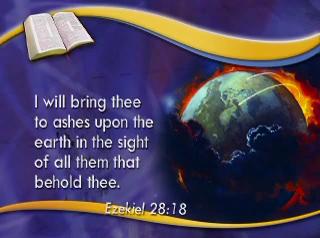 I will bring thee
to ashes upon the
earth in the sight
of all them that
behold thee.
Ezekiel 28:18